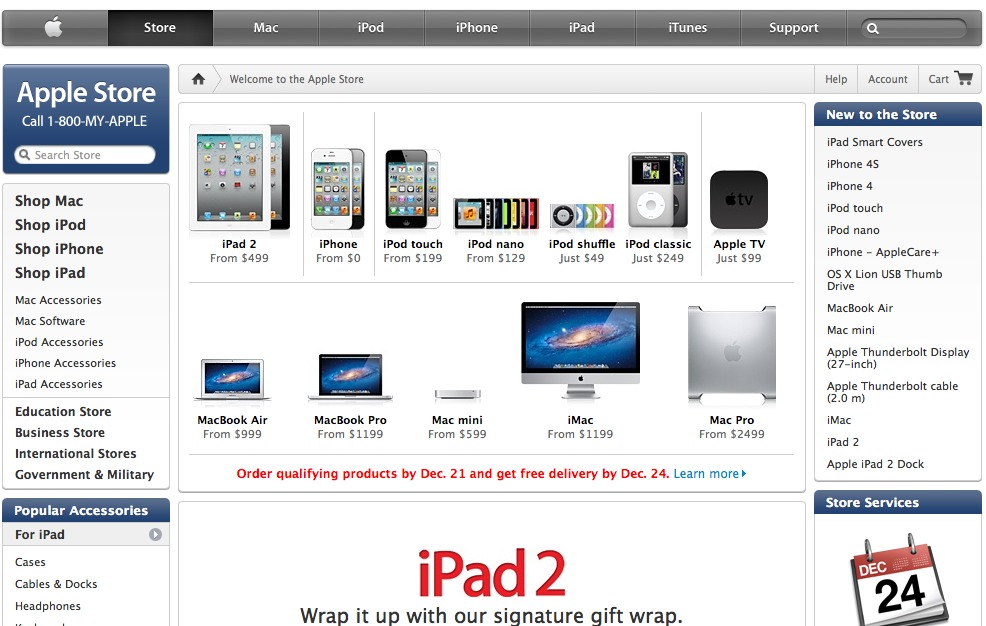 Store
Mac
iPod
iPhone
iPad
iTunes
Support
Apple Store
Call 1-800-MY-APPLE
Search Store
Welcome to the Apple Store
Help
Account
Cart
Shop Mac
Shop iPod
Shop iPhone
Shop iPad
Mac Accessories
Mac Software
iPod Accessories
iPhone Accessories
iPad Accessories
Education Store
Business Store
International Stores
Government & Military
Popular Accessories
For iPad
Cases
Cables & Docks
Headphones
iPad 2
From $499
iPhone
From $0
iPod touch
From $199
iPod nano
From $129
iPod shuffle
Just $49
iPod classic
Just $249
tv
Apple TV
Just $99
MacBook Air
From $999
MacBook Pro
From $1199
Mac mini
From $599
iMac
From $1199
Mac Pro
From $2499
Order qualifying products by Dec. 21 and get free delivery by Dec. 24. Learn more
iPad 2
Wrap it up with our signature gift wrap.
New to the Store
iPad Smart Covers
iPhone 4S
iPhone 4
iPod touch
iPod nano
iPhone – AppleCare+
OS X Lion USB Thumb
Drive
MacBook Air
Mac mini
Apple Thunderbolt Display
(27-inch)
Apple Thunderbolt cable
(2.0 m)
iMac
iPad 2
Apple iPad 2 Dock
Store Services
DEC
24